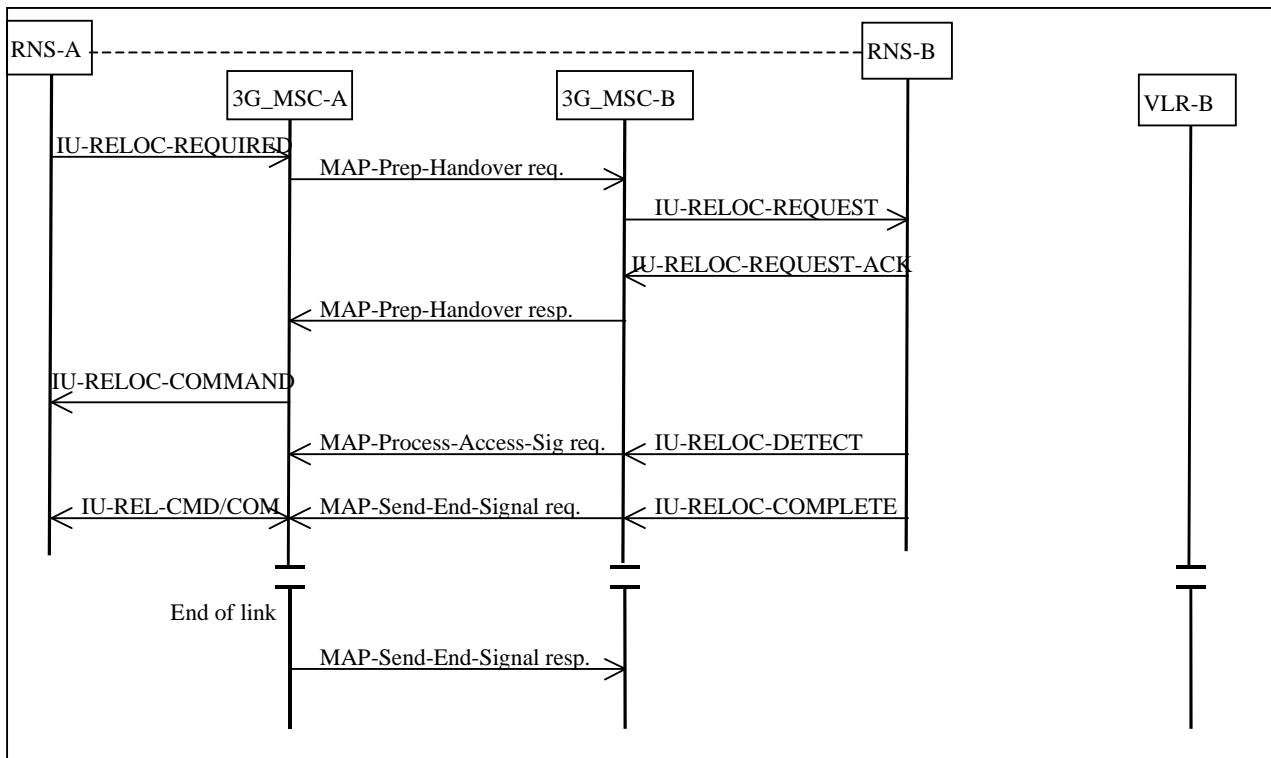 RNS-A
RNS-B
3G_MSC-A
3G_MSC-B
VLR-B
IU-RELOC-REQUIRED
MAP-Prep-Handover req.
IU-RELOC-REQUEST
IU-RELOC-REQUEST-ACK
MAP-Prep-Handover resp.
IU-RELOC-COMMAND
MAP-Process-Access-Sig req.
IU-RELOC-DETECT
IU-REL-CMD/COM
MAP-Send-End-Signal req.
IU-RELOC-COMPLETE
End of link
MAP-Send-End-Signal resp.